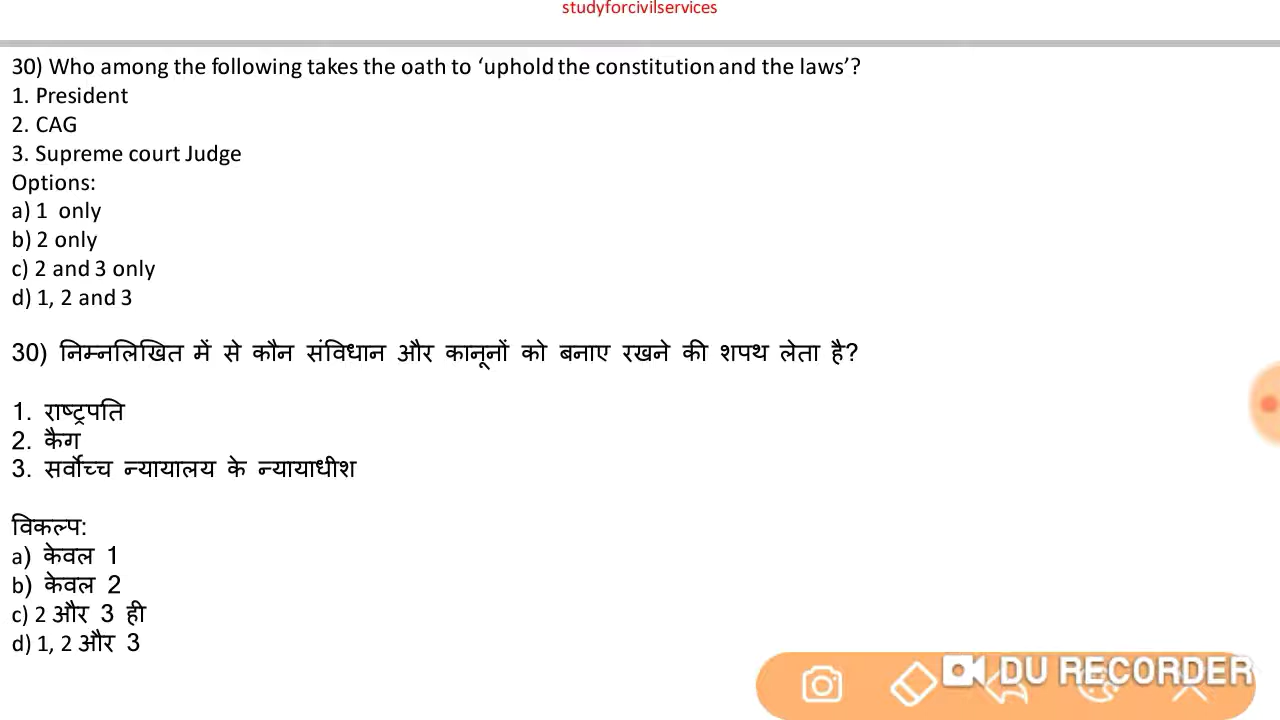 studyforcivilservices
30) Who among the following takes the oath to ‘uphold the constitution and the laws’?
1. President
2. CAG
3. Supreme court Judge
Options:
a) 1 only
b) 2 only
c) 2 and 3 only
d) 1, 2 and 3
30) निम्नलिखित में से कौन संविधान और कानूनों को बनाए रखने की शपथ लेता है?
1. राष्ट्रपति
2. कैग
3. सर्वोच्च न्यायालय के न्यायाधीश
विकल्प:
a) केवल 1
b) केवल 2
c) 2 और 3 ही
d) 1, 2 और 3
DU RECORDER